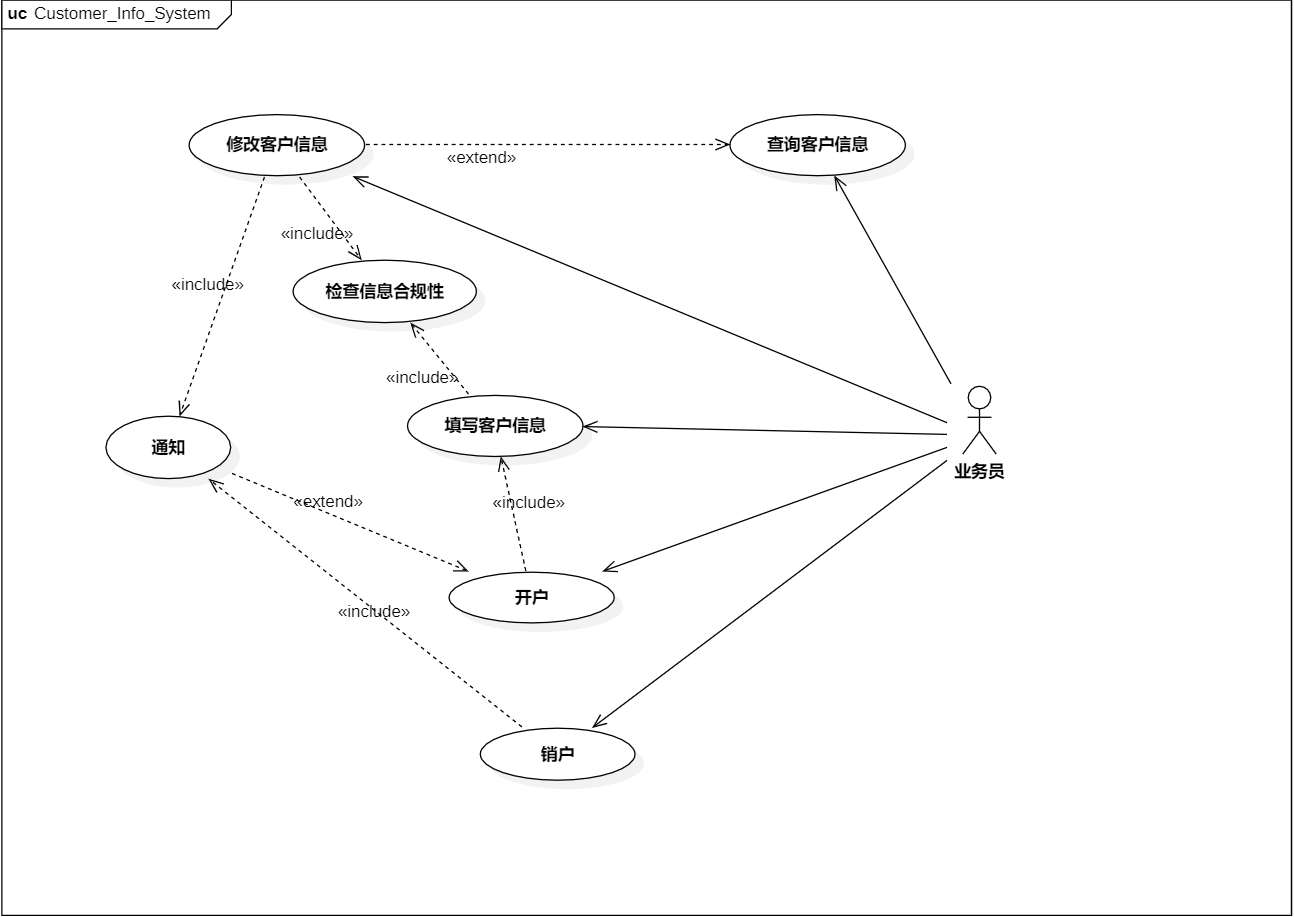 uc Customer_Info_System
修改客户信息
查询客户信息
«extend»
«include»
«include»
检查信息合规性
«include»
填写客户信息
通知
业务员
«extend»
«include»
开户
«include»
销户